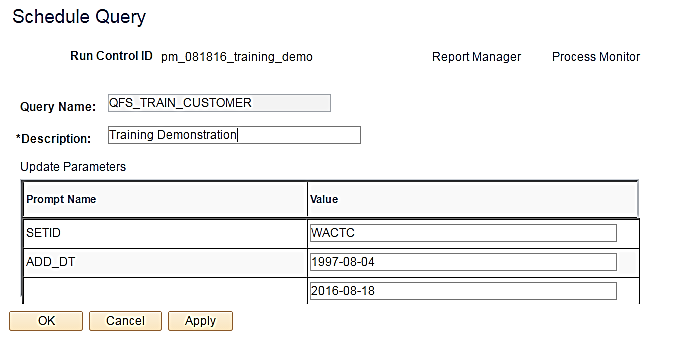 Schedule Query
Run Control ID pm_081816_training_demo Report Manager Process Monitor
Query Name: QFS_TRAIN_CUSTOMER
*Description: Training Demonstration
Update Parameters
Prompt Name Value
SETID WACTC
ADD_DT 1997-08-04
2016-08-18
OK Cancel Apply